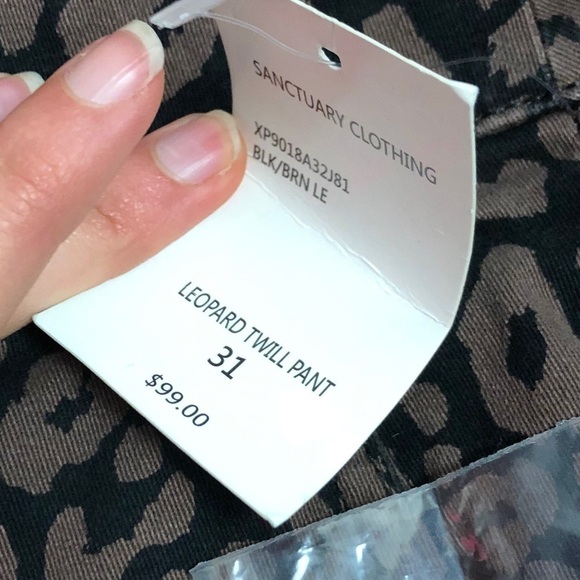 SANCTUARY CLOTHING
XP9018A32J81
BLK/BRN LE
LEOPARD TWILL PANT
31
$99.00